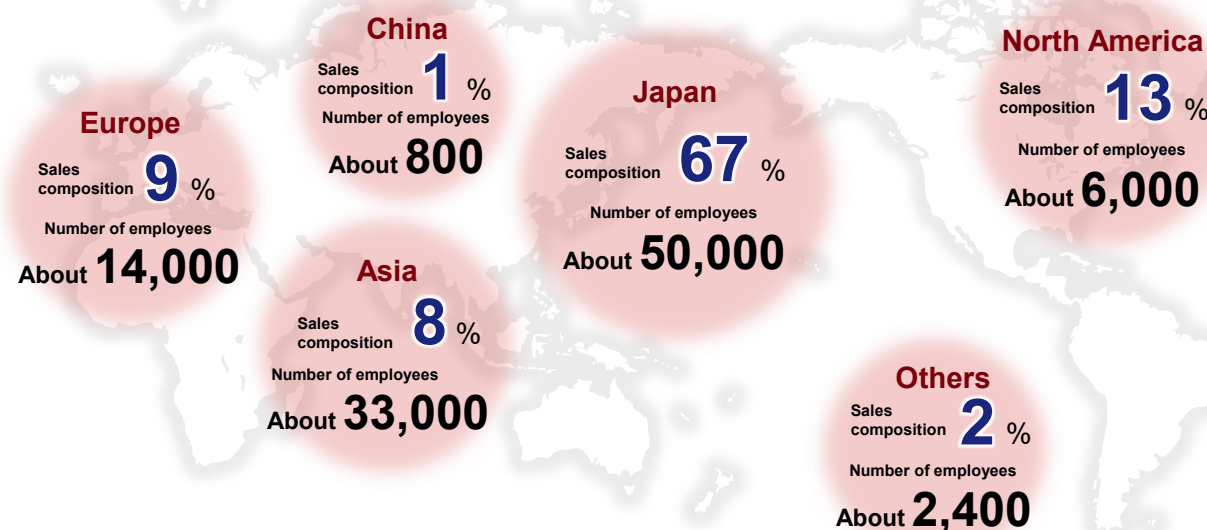 China
Sales
composition 1 %
Number of employees
About 800
North America
Sales
composition 13 %
Number of employees
About 6,000
Japan
Sales
composition 67 %
Number of employees
About 50,000
Europe
Sales
composition 9 %
Number of employees
About 14,000
Asia
Sales
composition 8 %
Number of employees
About 33,000
Others
Sales
composition 2 %
Number of employees
About 2,400